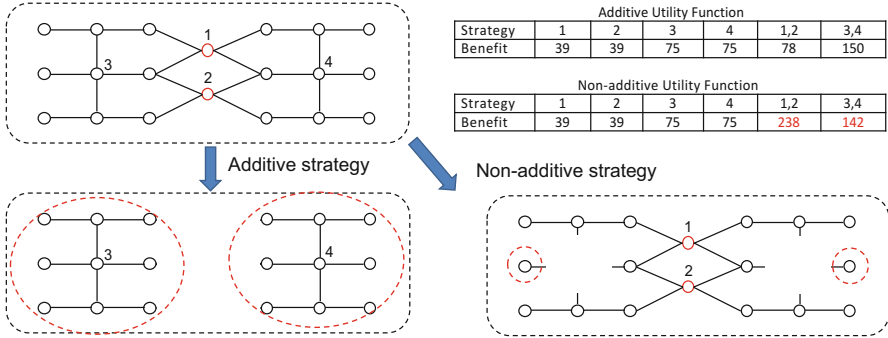 Additive Utility Function
Strategy 1 2 3 4 1,2 3,4
Benefit 39 39 75 75 78 150
Non-additive Utility Function
Strategy 1 2 3 4 1,2 3,4
Benefit 39 39 75 75 238 142
1
3
4
2
Additive strategy
Non-additive strategy
3
4
1
2